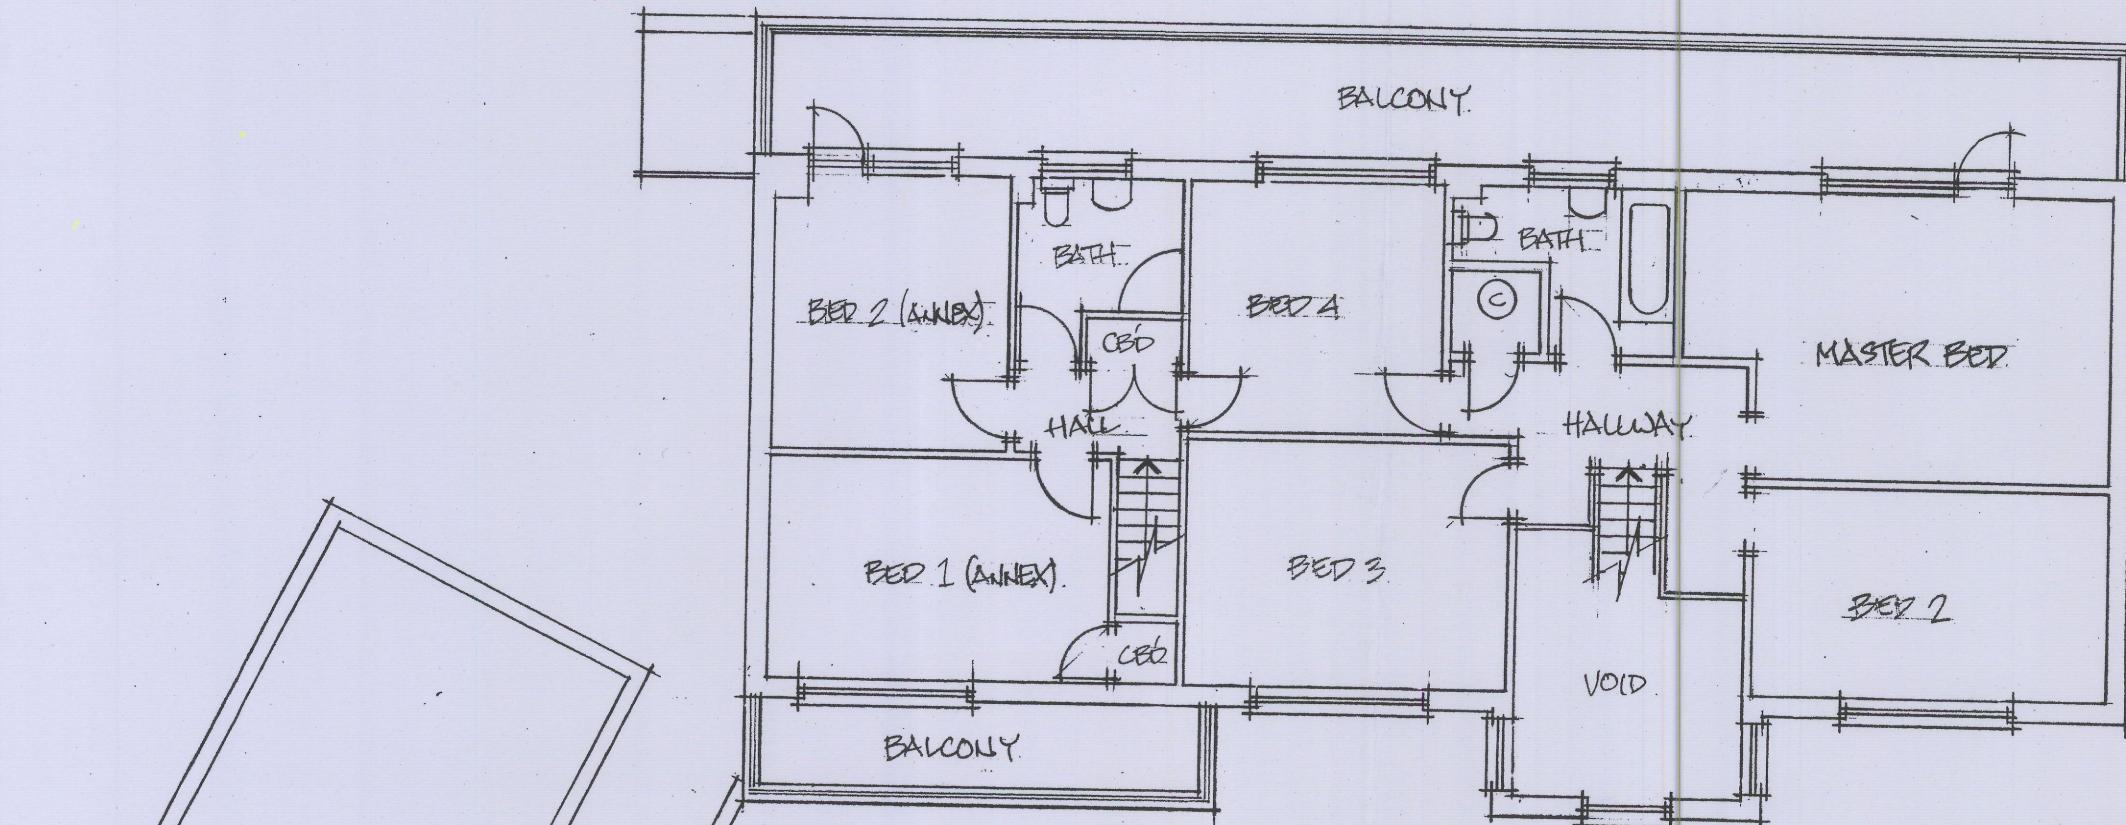 BALCONY
BATH
BATH
BED 2 (ANNEX)
BED 4
C
CBD
MASTER BED
HALL
HALLWAY
BED 1 (ANNEX)
BED 3
BED 2
CBD
VOID
BALCONY